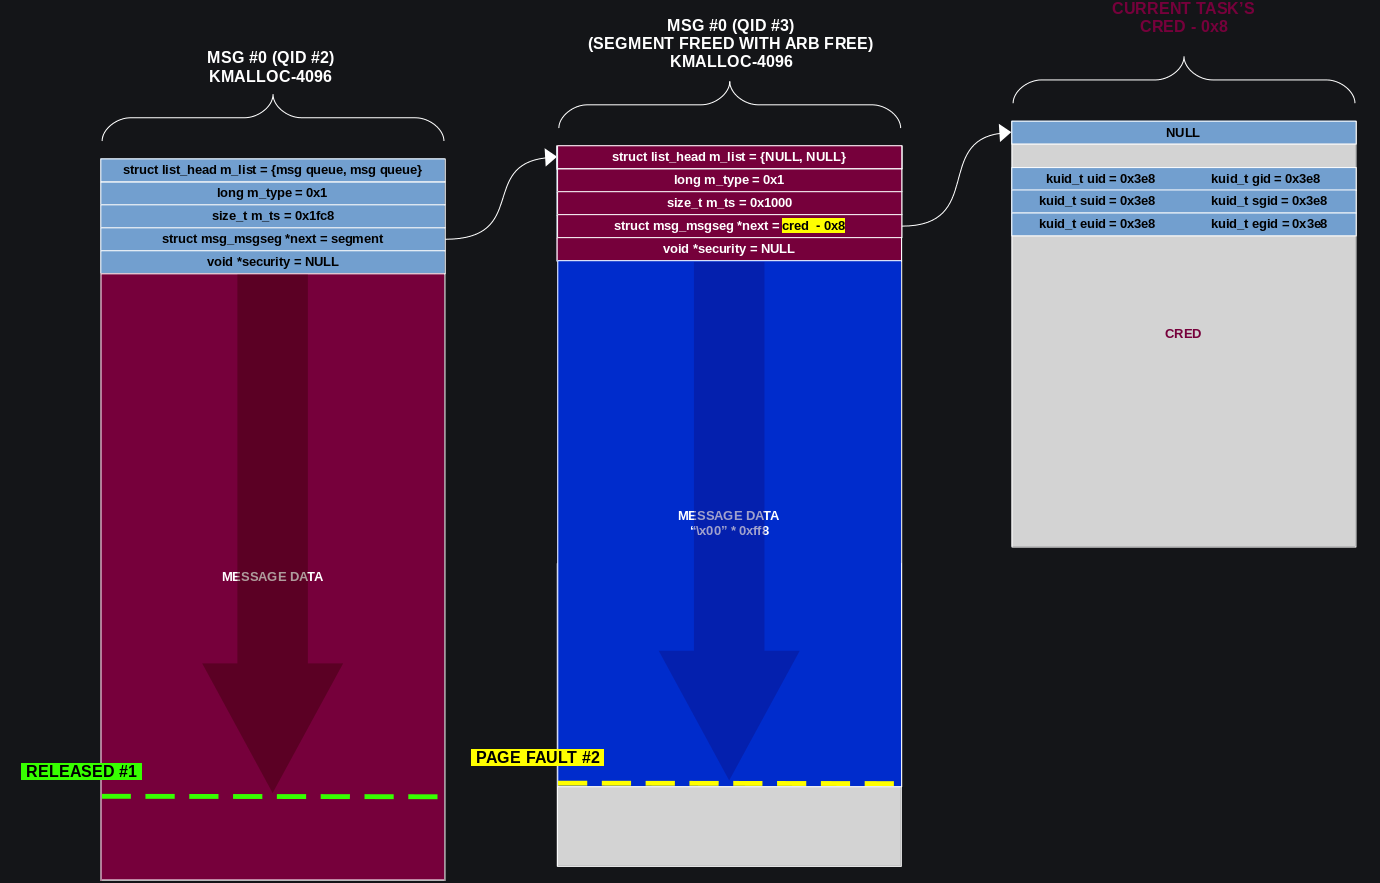 MSG #0 (QID #2)
KMALLOC-4096
struct list_head m_list = {msg queue, msg queue}
long m_type = 0x1
size_t m_ts = 0x1fc8
struct msg_msgseg *next = segment
void *security = NULL
MESSAGE DATA
RELEASED #1
MSG #0 (QID #3)
(SEGMENT FREED WITH ARB FREE)
KMALLOC-4096
struct list_head m_list = {NULL, NULL}
long m_type = 0x1
size_t m_ts = 0x1000
struct msg_msgseg *next = cred - 0x8
void *security = NULL
MESSAGE DATA
“\x00” * 0xff8
PAGE FAULT #2
CURRENT TASK'S
CRED - 0x8
NULL
kuid_t uid = 0x3e8 kuid_t gid = 0x3e8
kuid_t suid = 0x3e8 kuid_t sgid = 0x3e8
kuid_t euid = 0x3e8 kuid_t egid = 0x3e8
CRED